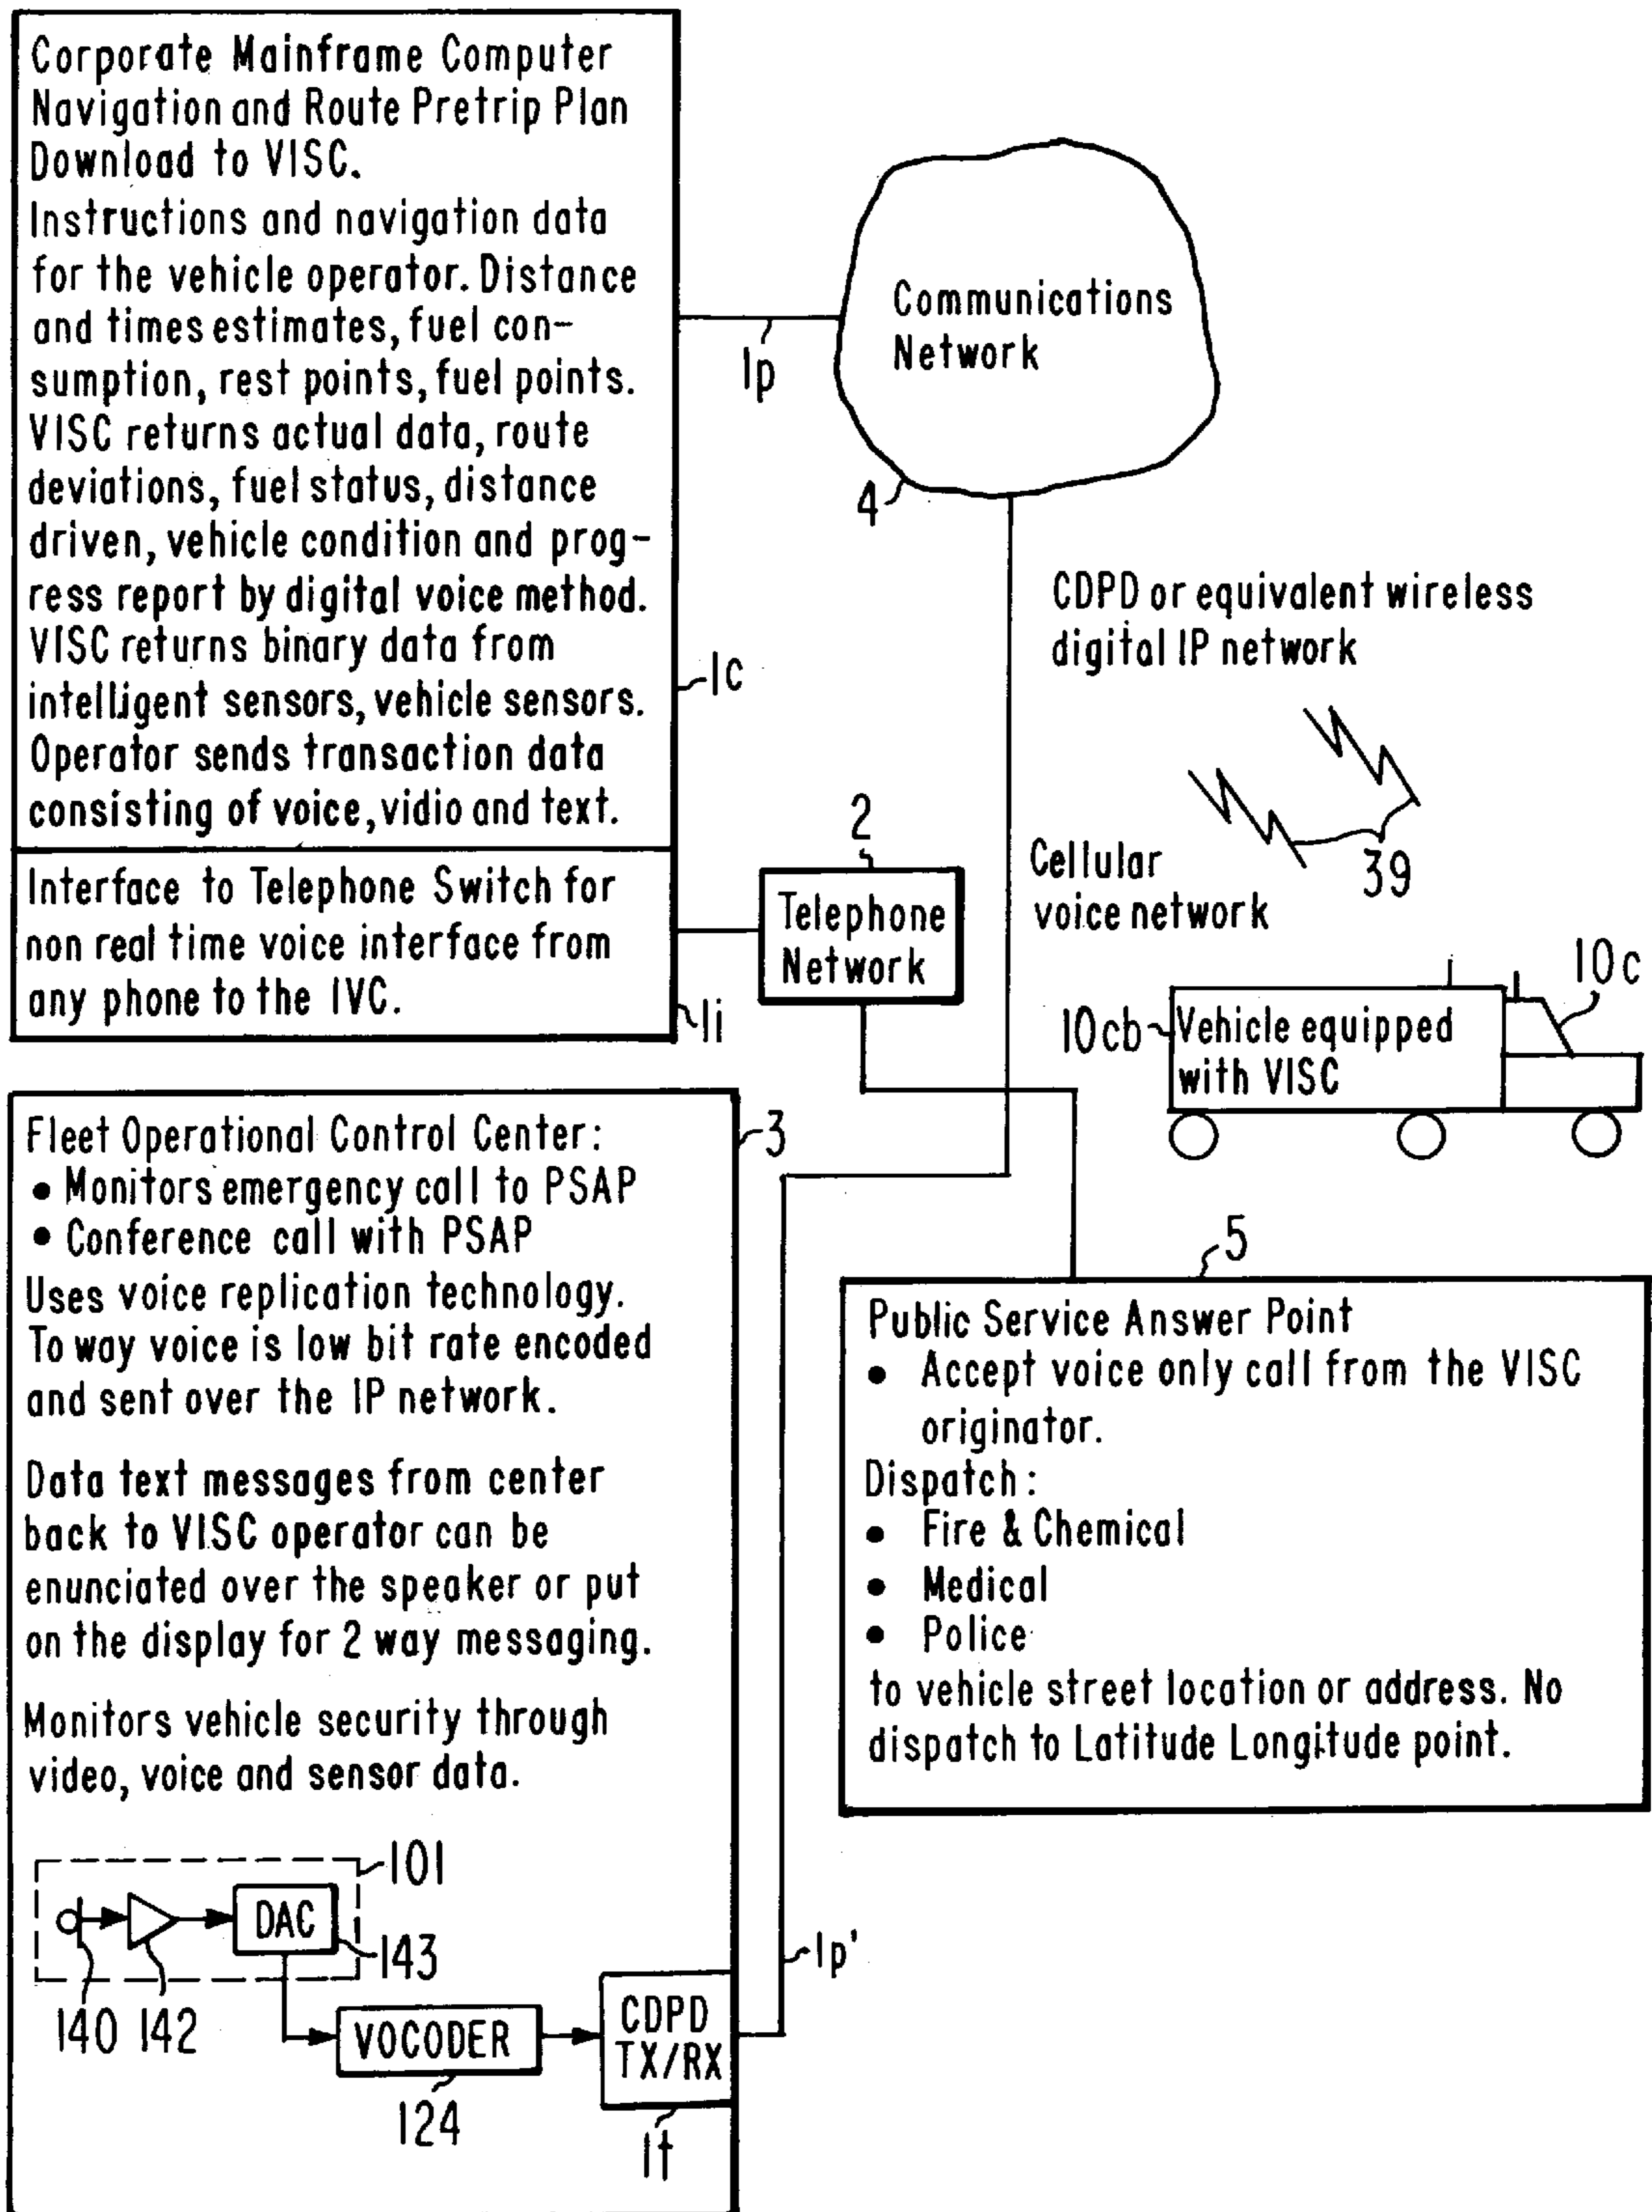 Corporate Mainframe Computer
Navigation and Route Pretrip Plan
Download to VISC.
Instructions and navigation data
for the vehicle operator. Distance
and times estimates, fuel con-
sumption, rest points, fuel points.
VISC returns actual data, route
deviations, fuel status, distance
driven, vehicle condition and prog-
ress report by digital voice method.
VISC returns binary data from
intelligent sensors, vehicle sensors.
Operator sends transaction data
consisting of voice, vidio and text.
1c
Interface to Telephone Switch for
non real time voice interface from
any phone to the IVC.
1i
1p
Communications
Network
4
CDPD or equivalent wireless
digital IP network
39
2
Telephone
Network
Cellular
voice network
10c
10cb
Vehicle equipped
with VISC
3
Fleet Operational Control Center:
• Monitors emergency call to PSAP
• Conference call with PSAP
Uses voice replication technology.
To way voice is low bit rate encoded
and sent over the IP network.
Data text messages from center
back to VISC operator can be
enunciated over the speaker or put
on the display for 2 way messaging.
Monitors vehicle security through
video, voice and sensor data.
101
DAC
143
140
142
VOCODER
124
CDPD
TX/RX
1t
1p'
5
Public Service Answer Point
• Accept voice only call from the VISC
originator.
Dispatch:
• Fire & Chemical
• Medical
• Police
to vehicle street location or address. No
dispatch to Latitude Longitude point.